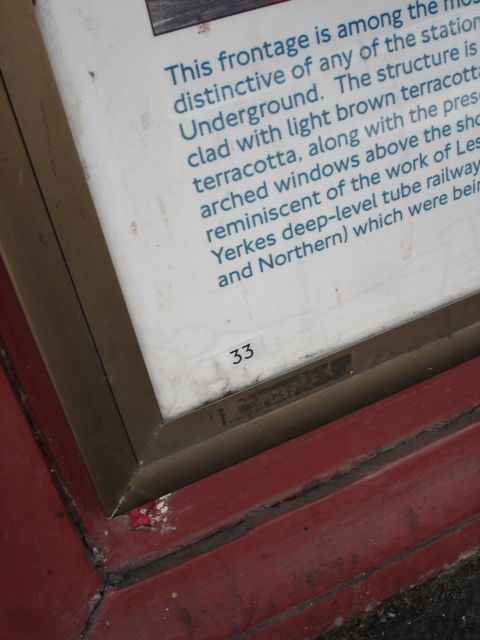 This frontage is among the
distinctive of any of the
Underground. The structure is
clad with light brown
terracotta, along with the
arched windows above the
reminiscent of the work of
Yerkes deep-level tube
and Northern) which were
33